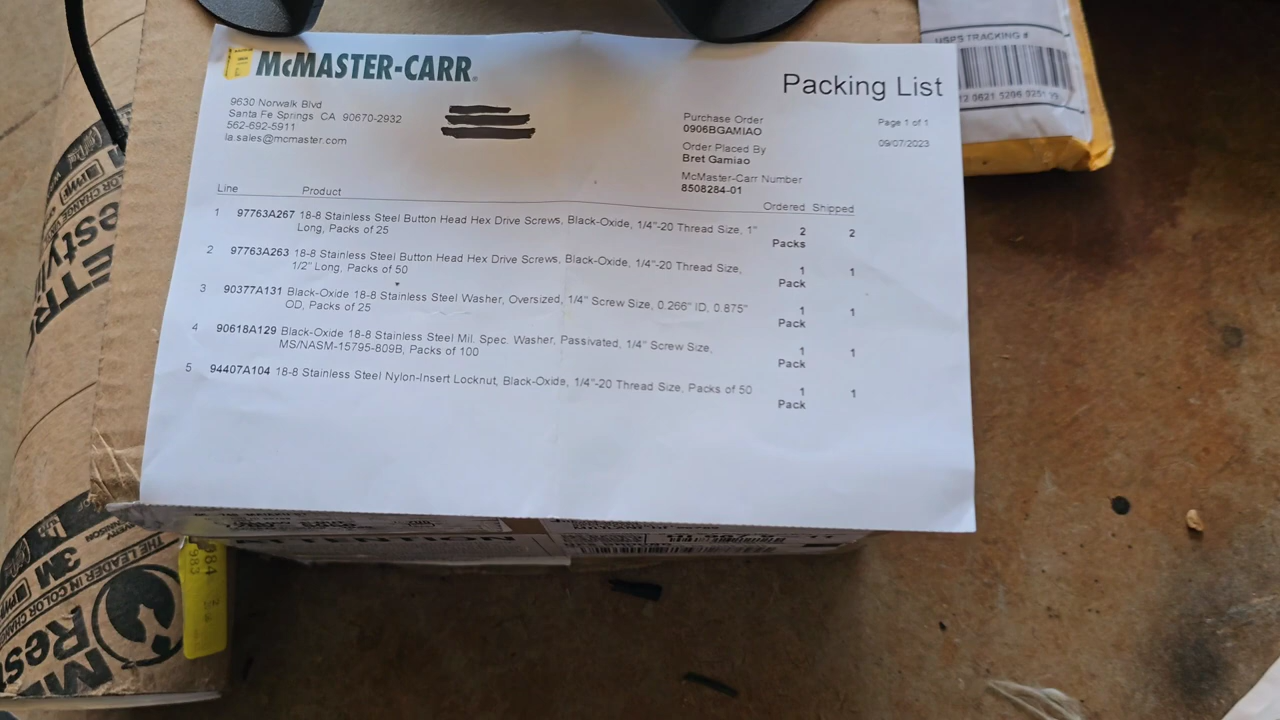 McMASTER-CARR®
Packing List
9630 Norwalk Blvd
Santa Fe Springs CA 90670-2932
562-692-5911
la.sales@mcmaster.com
Purchase Order
0906BGAMIAO
Order Placed By
Bret Gamiao
McMaster-Carr Number
8508284-01
Page 1 of 1
09/07/2023
Line Product Ordered Shipped
1 97763A267 18-8 Stainless Steel Button Head Hex Drive Screws, Black-Oxide, 1/4"-20 Thread Size, 1" 2 2
Long, Packs of 25 Packs
2 97763A263 18-8 Stainless Steel Button Head Hex Drive Screws, Black-Oxide, 1/4"-20 Thread Size, 1 1
1/2" Long, Packs of 50 Pack
3 90377A131 Black-Oxide 18-8 Stainless Steel Washer, Oversized, 1/4" Screw Size, 0.266" ID, 0.875" 1 1
OD, Packs of 25 Pack
4 90618A129 Black-Oxide 18-8 Stainless Steel Mil. Spec. Washer, Passivated, 1/4" Screw Size, 1 1
MS/NASM-15795-809B, Packs of 100 Pack
5 94407A104 18-8 Stainless Steel Nylon-Insert Locknut, Black-Oxide, 1/4"-20 Thread Size, Packs of 50 1 1
Pack
USPS TRACKING #
3M
THE LEADER IN COLOR
984
983